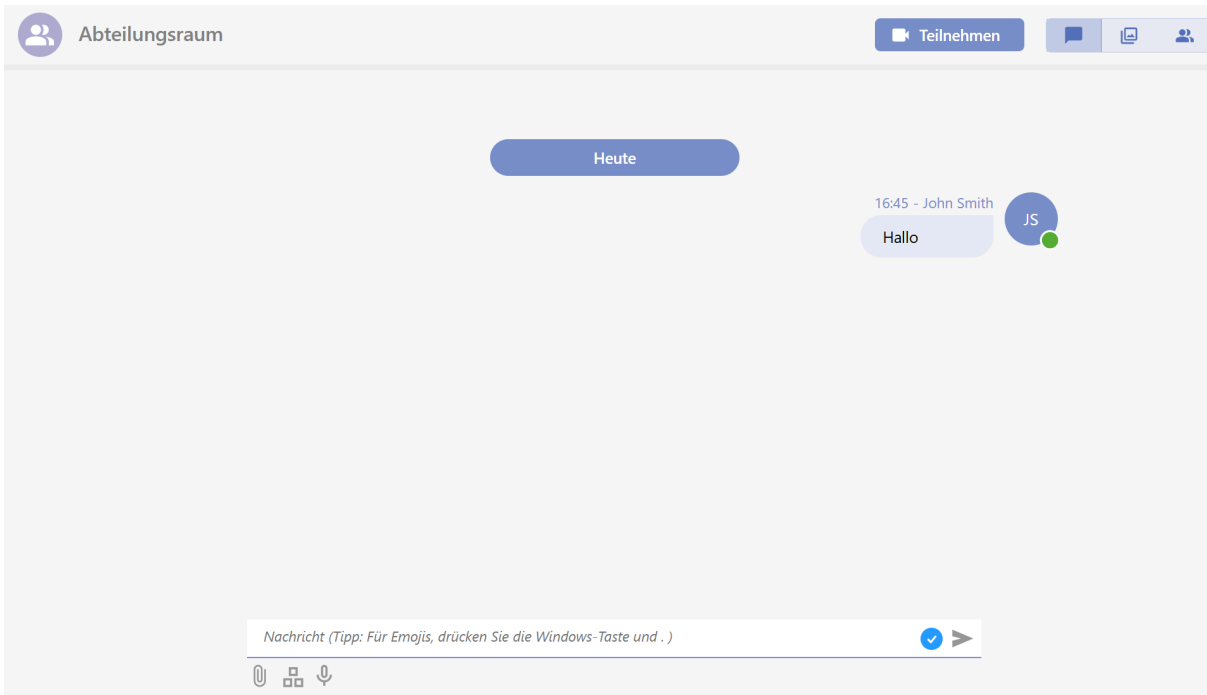 Abteilungsraum
Teilnehmen
Heute
16:45 - John Smith
JS
Hallo
Nachricht (Tipp: Für Emojis, drücken Sie die Windows-Taste und . )